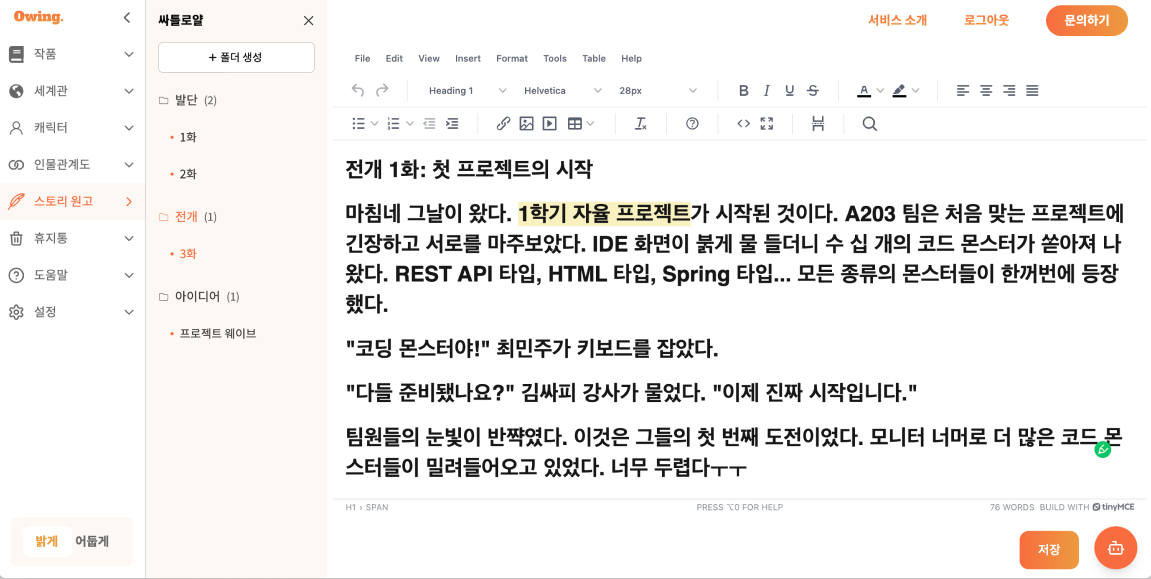 Owing.
작품
세계관
캐릭터
인물관계도
스토리 원고
휴지통
도움말
설정
밝게 어둡게
싸틀로얄
+ 폴더 생성
발단 (2)
1화
2화
전개 (1)
3화
아이디어 (1)
프로젝트 웨이브
서비스 소개 로그아웃 문의하기
File Edit View Insert Format Tools Table Help
Heading 1 Helvetica 28px B I U S A
전개 1화: 첫 프로젝트의 시작
마침네 그날이 왔다. 1학기 자율 프로젝트가 시작된 것이다. A203 팀은 처음 맞는 프로젝트에
긴장하고 서로를 마주보았다. IDE 화면이 붉게 물 들더니 수 십 개의 코드 몬스터가 쏟아져 나
왔다. REST API 타입, HTML 타입, Spring 타입... 모든 종류의 몬스터들이 한꺼번에 등장
했다.
"코딩 몬스터야!" 최민주가 키보드를 잡았다.
"다들 준비됐나요?" 김싸피 강사가 물었다. "이제 진짜 시작입니다."
팀원들의 눈빛이 반짝였다. 이것은 그들의 첫 번째 도전이었다. 모니터 너머로 더 많은 코드 몬
스터들이 밀려들어오고 있었다. 너무 두렵다ㅜㅜ
H1 › SPAN PRESS ⌥0 FOR HELP 76 WORDS BUILD WITH tinyMCE
저장